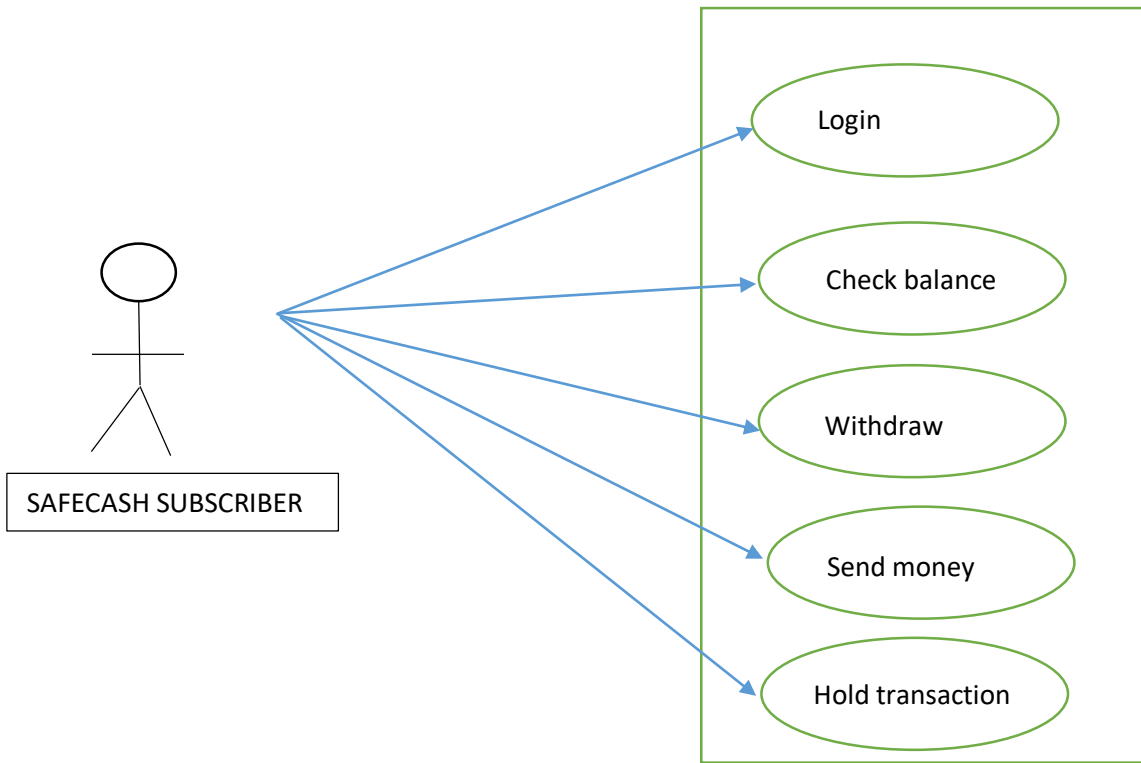 Login
Check balance
Withdraw
SAFECASH SUBSCRIBER
Send money
Hold transaction